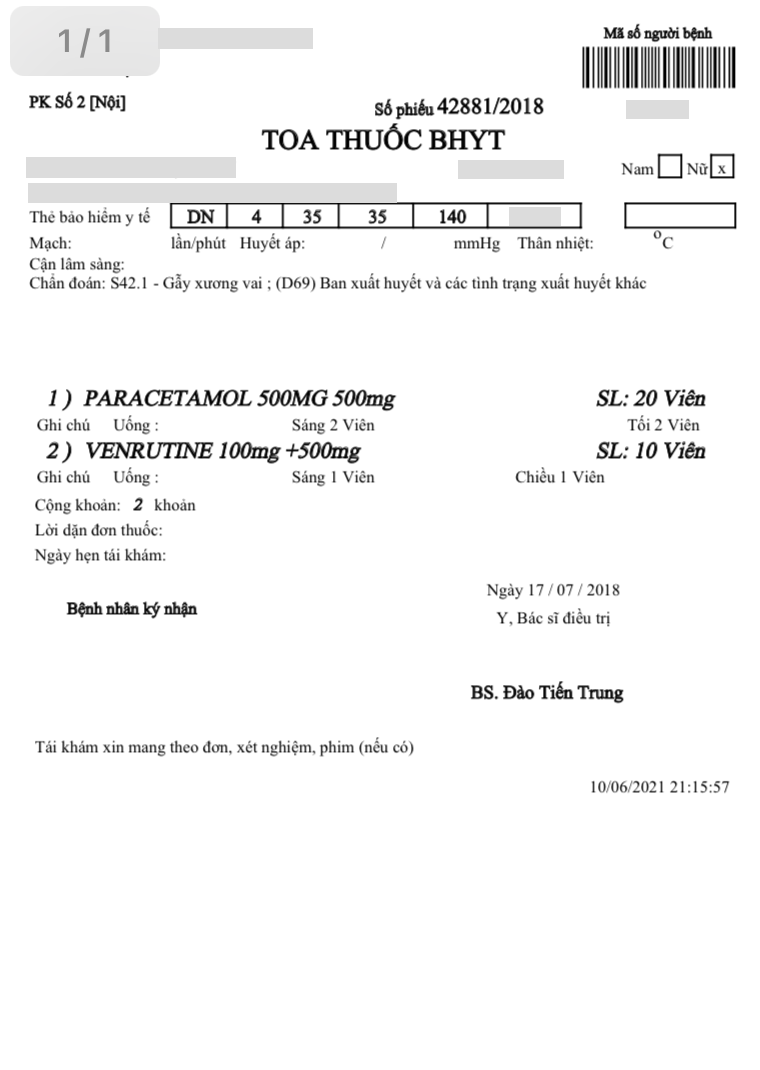 1/1
Mã số người bệnh
PK Số 2 [Nội]
Số phiếu 42881/2018
TOA THUỐC BHYT
Nam Nữ x
Thẻ bảo hiểm y tế DN 4 35 35 140
Mạch: lần/phút Huyết áp: / mmHg Thân nhiệt: °C
Cận lâm sàng:
Chẩn đoán: S42.1 - Gẫy xương vai ; (D69) Ban xuất huyết và các tình trạng xuất huyết khác
1 ) PARACETAMOL 500MG 500mg SL: 20 Viên
Ghi chú Uống : Sáng 2 Viên Tối 2 Viên
2 ) VENRUTINE 100mg +500mg SL: 10 Viên
Ghi chú Uống : Sáng 1 Viên Chiều 1 Viên
Cộng khoản: 2 khoản
Lời dặn đơn thuốc:
Ngày hẹn tái khám:
Ngày 17 / 07 / 2018
Bệnh nhân ký nhận
Y, Bác sĩ điều trị
BS. Đào Tiến Trung
Tái khám xin mang theo đơn, xét nghiệm, phim (nếu có)
10/06/2021 21:15:57